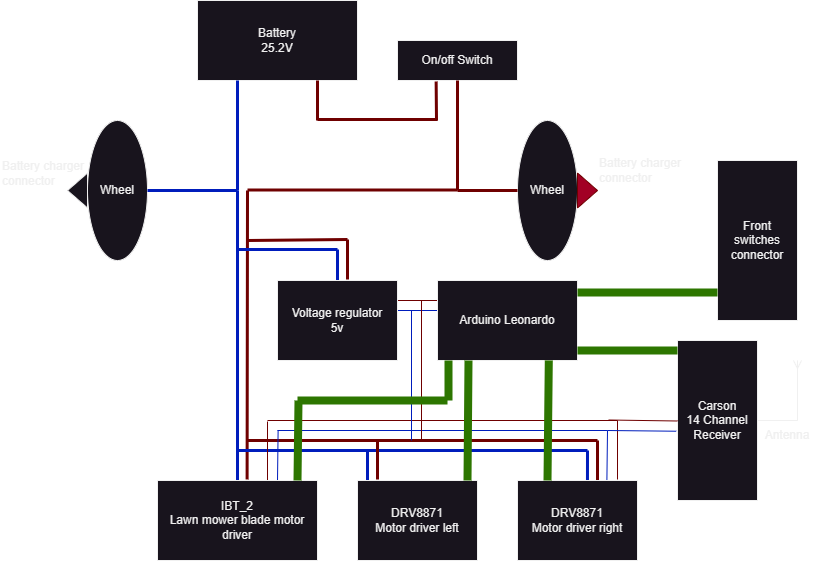 Battery
25.2V
On/off Switch
Battery charger
connector
Wheel
Wheel
Battery charger
connector
Front
switches
connector
Voltage regulator
5v
Arduino Leonardo
Carson
14 Channel
Receiver
Antenna
IBT_2
Lawn mower blade motor
driver
DRV8871
Motor driver left
DRV8871
Motor driver right